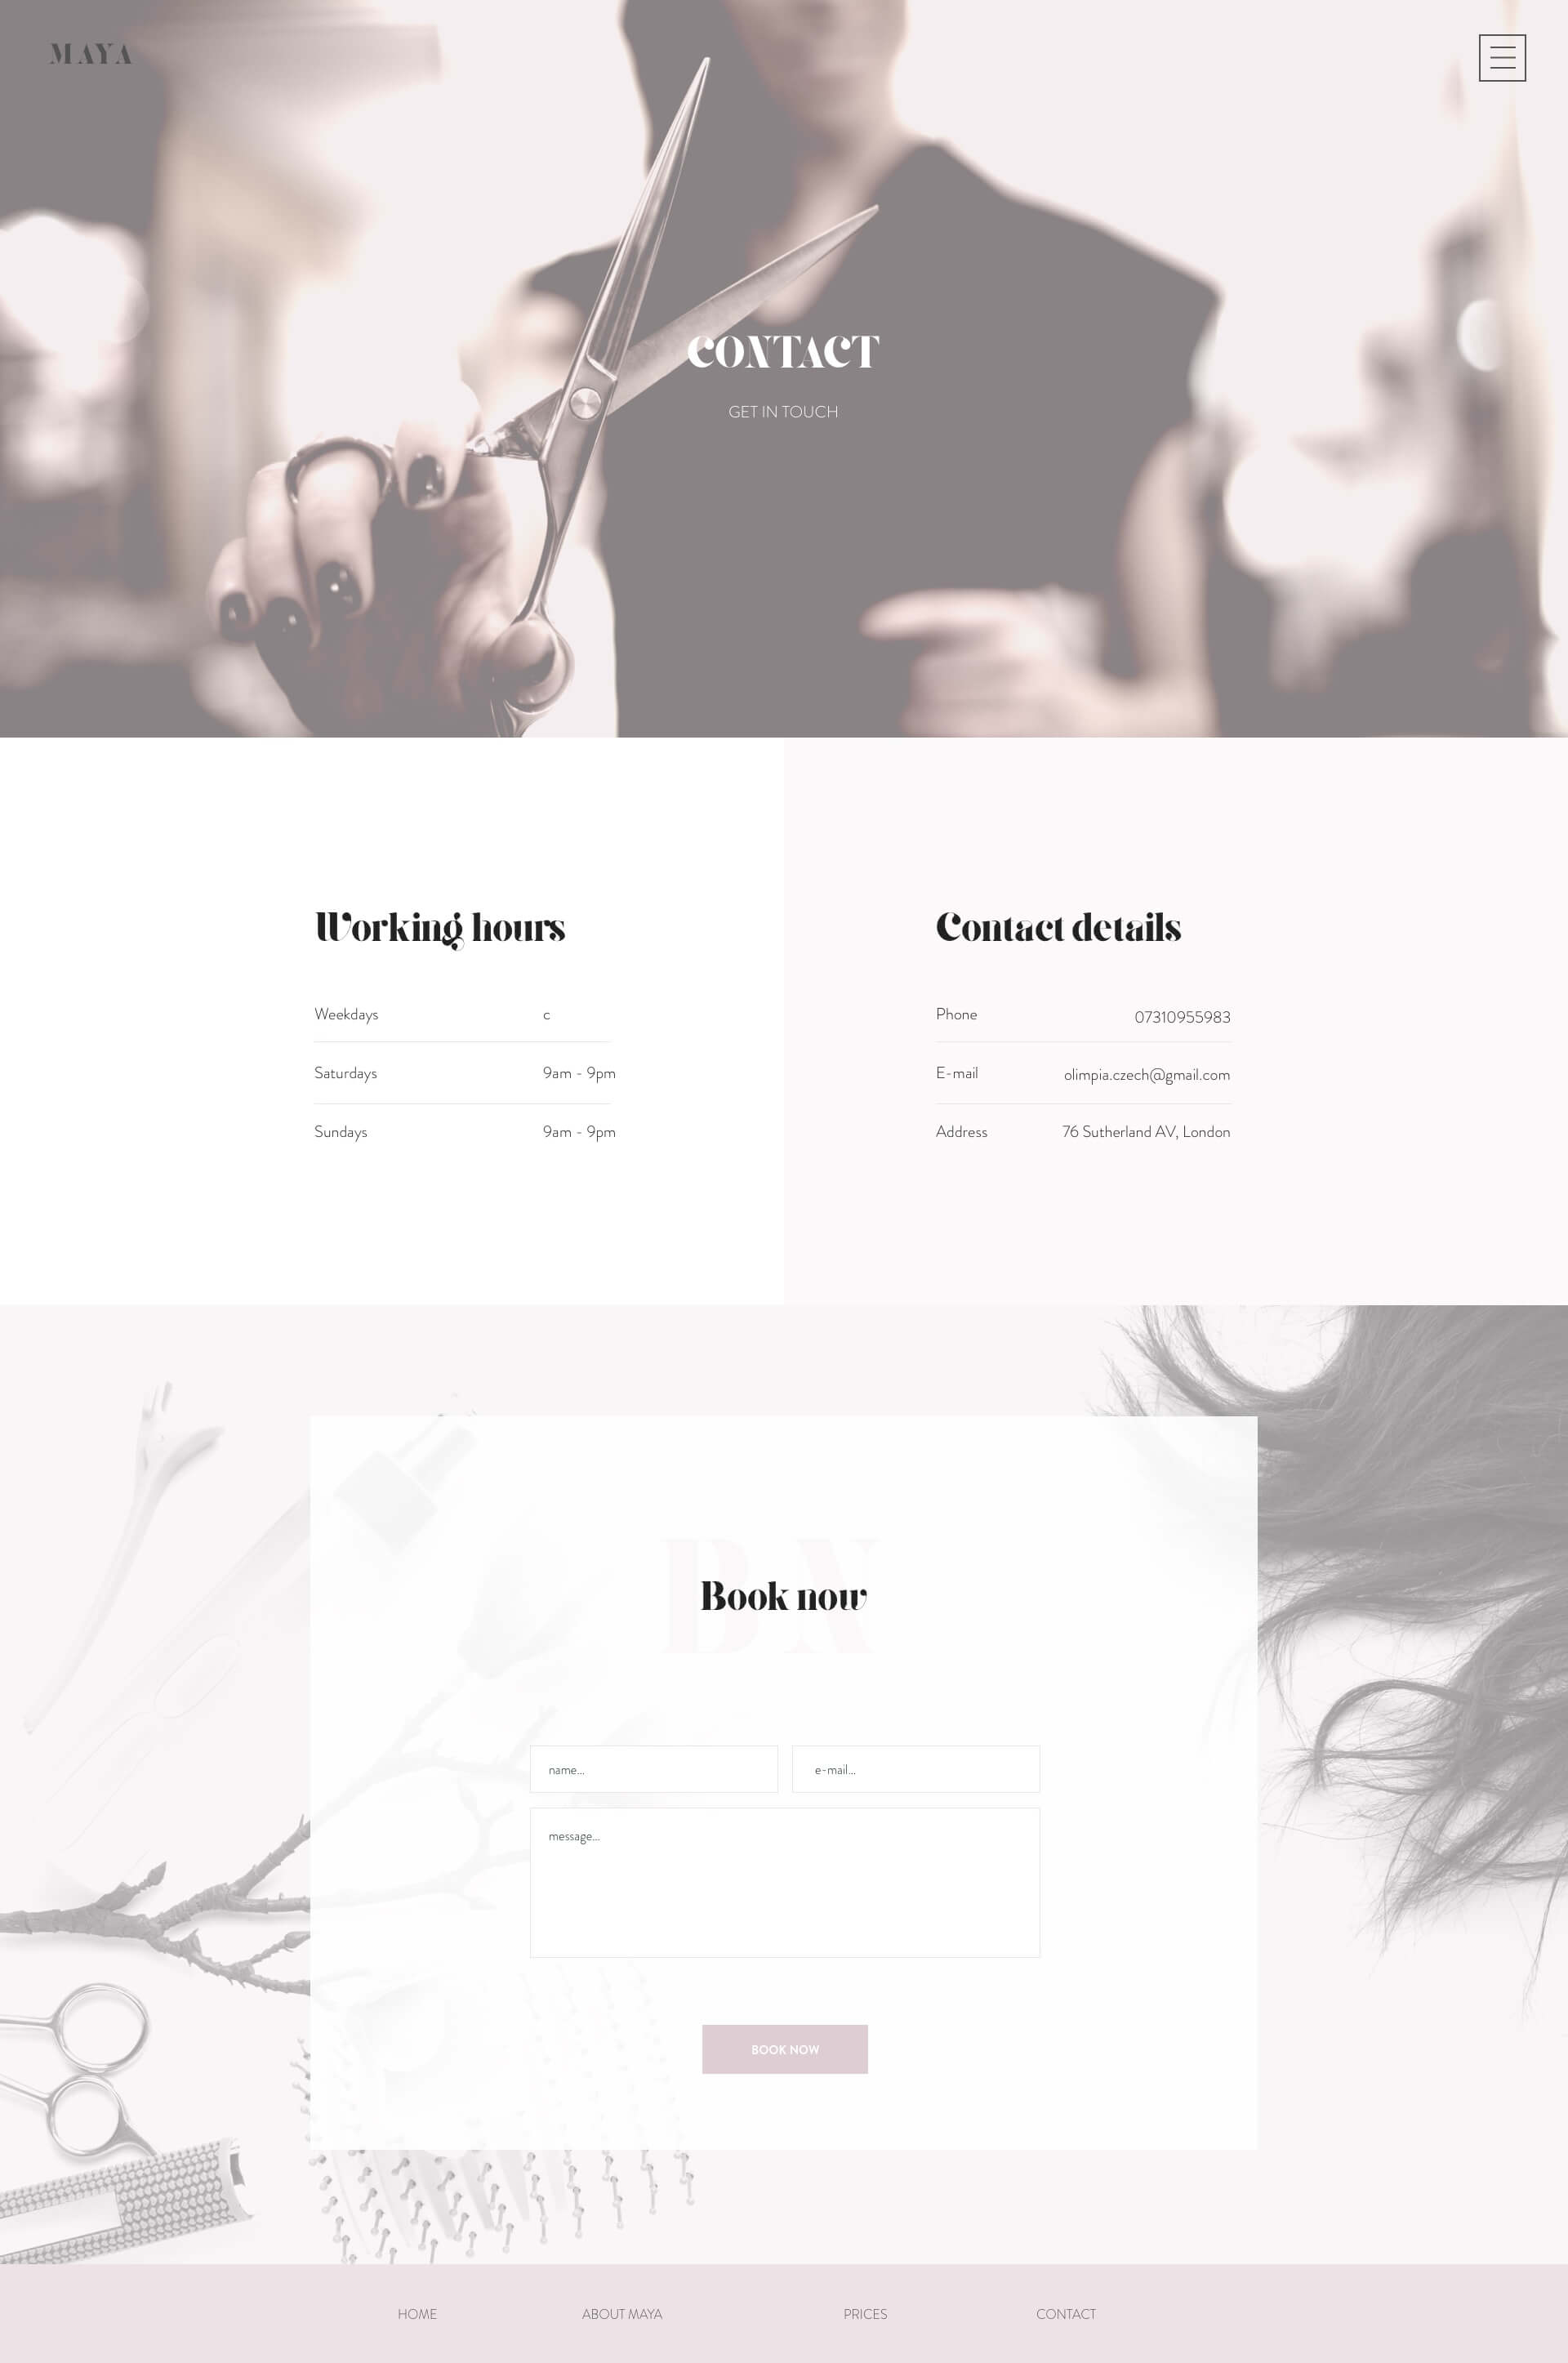 MAYA
CONTACT
GET IN TOUCH
Working hours
Weekdays c
Saturdays 9am - 9pm
Sundays 9am - 9pm
Contact details
Phone 07310955983
E-mail olimpia.czech@gmail.com
Address 76 Sutherland AV, London
BN
Book now
name...
e-mail...
message...
BOOK NOW
HOME ABOUT MAYA PRICES CONTACT